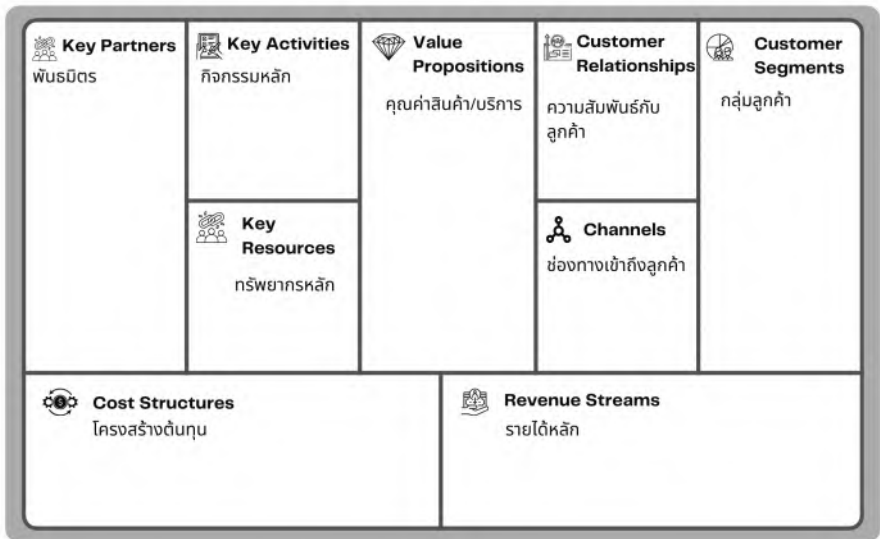 Key Partners
พันธมิตร
Key Activities
กิจกรรมหลัก
Key
Resources
ทรัพยากรหลัก
Value
Propositions
คุณค่าสินค้า/บริการ
Customer
Relationships
ความสัมพันธ์กับ
ลูกค้า
Channels
ช่องทางเข้าถึงลูกค้า
Customer
Segments
กลุ่มลูกค้า
Cost Structures
โครงสร้างต้นทุน
Revenue Streams
รายได้หลัก